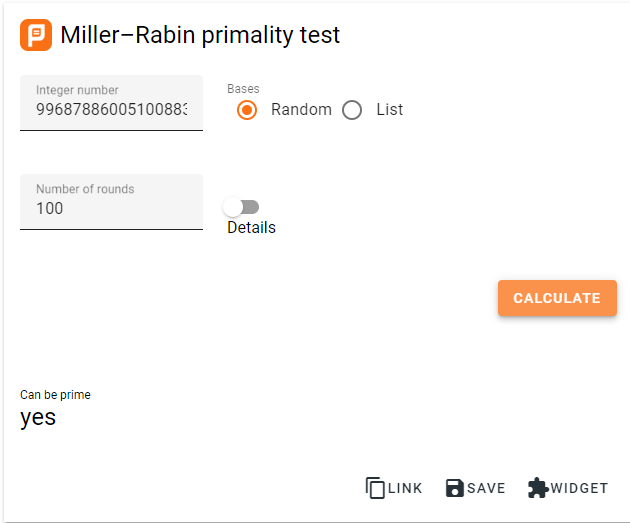 Miller–Rabin primality test
Integer number
Bases
99687886005100883
Random
List
Number of rounds
100
Details
CALCULATE
Can be prime
yes
LINK
SAVE
WIDGET